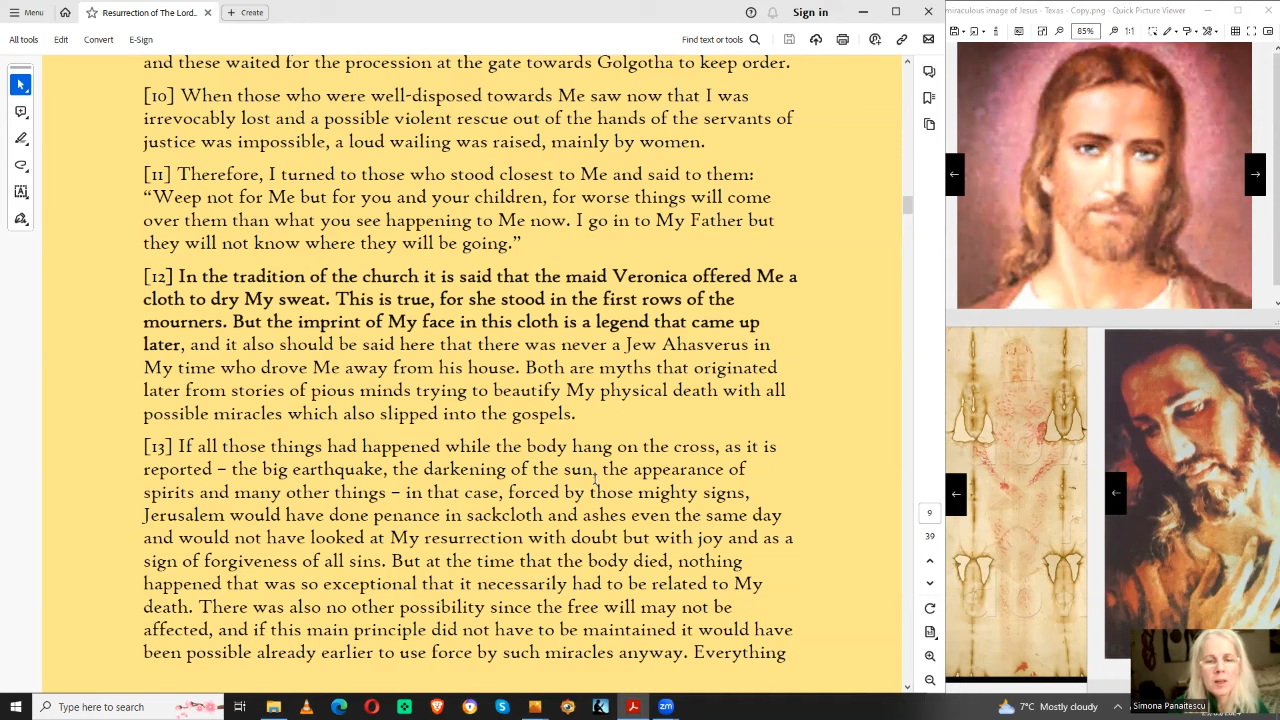 Menu
Resurrection of The Lord...
Create
Sign in
All tools
Edit
Convert
E-Sign
Find text or tools
and these waited for the procession at the gate towards Golgotha to keep order.
[10] When those who were well-disposed towards Me saw now that I was
irrevocably lost and a possible violent rescue out of the hands of the servants of
justice was impossible, a loud wailing was raised, mainly by women.
[11] Therefore, I turned to those who stood closest to Me and said to them:
“Weep not for Me but for you and your children, for worse things will come
over them than what you see happening to Me now. I go in to My Father but
they will not know where they will be going.”
[12] In the tradition of the church it is said that the maid Veronica offered Me a
cloth to dry My sweat. This is true, for she stood in the first rows of the
mourners. But the imprint of My face in this cloth is a legend that came up
later, and it also should be said here that there was never a Jew Ahasverus in
My time who drove Me away from his house. Both are myths that originated
later from stories of pious minds trying to beautify My physical death with all
possible miracles which also slipped into the gospels.
[13] If all those things had happened while the body hang on the cross, as it is
reported – the big earthquake, the darkening of the sun, the appearance of
spirits and many other things – in that case, forced by those mighty signs,
Jerusalem would have done penance in sackcloth and ashes even the same day
and would not have looked at My resurrection with doubt but with joy and as a
sign of forgiveness of all sins. But at the time that the body died, nothing
happened that was so exceptional that it necessarily had to be related to My
death. There was also no other possibility since the free will may not be
affected, and if this main principle did not have to be maintained it would have
been possible already earlier to use force by such miracles anyway. Everything
9
39
miraculous image of Jesus - Texas - Copy.png - Quick Picture Viewer
85%
1:1
Simona Panaitescu
Type here to search
zm
7°C Mostly cloudy